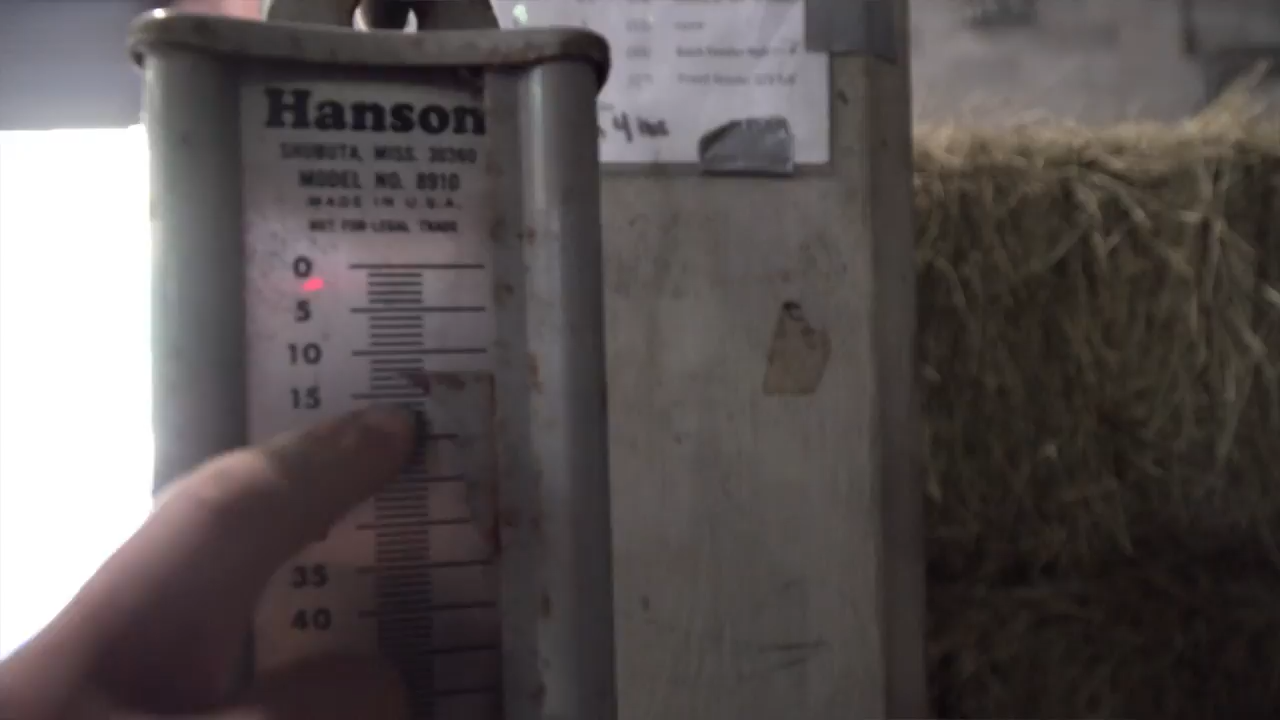 Hanson
SHUBUTA, MISS. 39360
MODEL NO. 8910
MADE IN U.S.A.
NOT FOR LEGAL TRADE
0
5
10
15
35
40